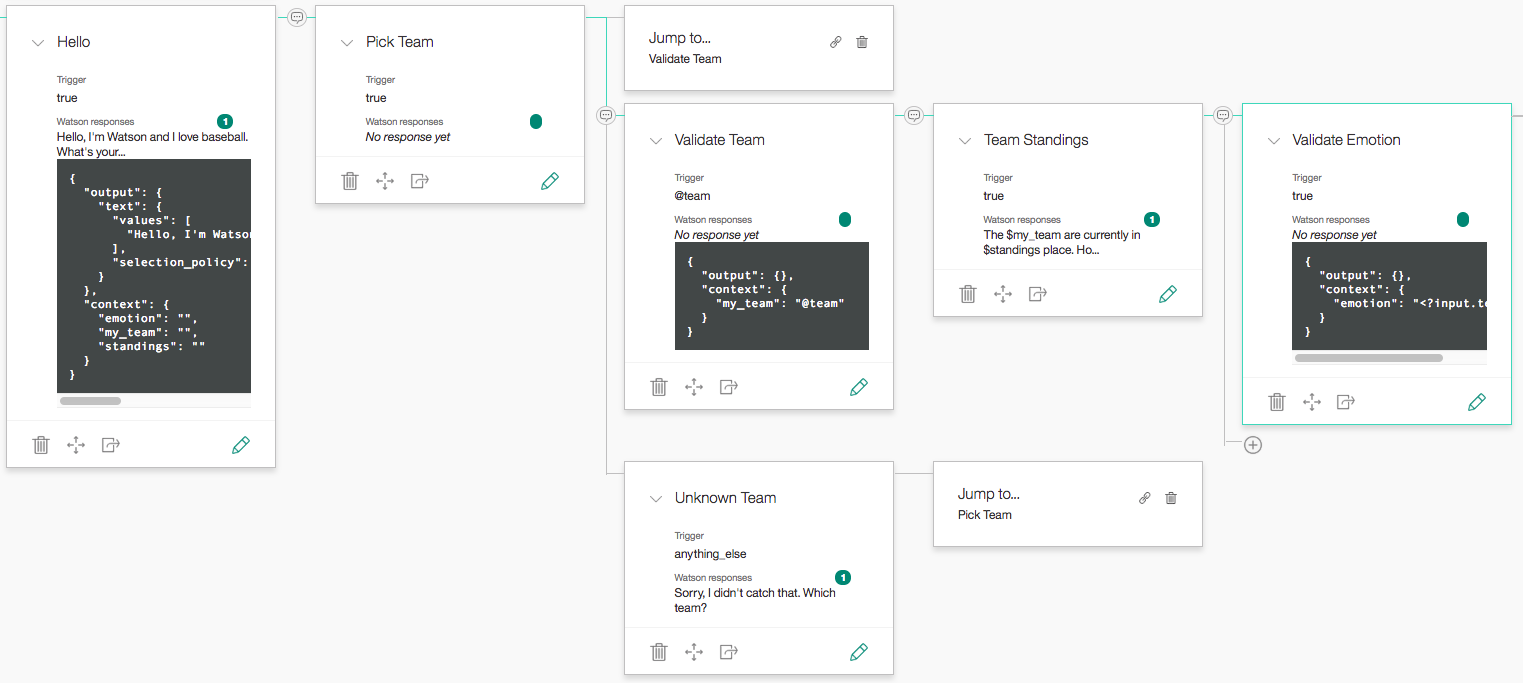 Hello
Trigger
true
Watson responses
1
Hello, I'm Watson and I love baseball.
What's your...
{
"output": {
"text": {
"values": [
"Hello, I'm
],
"selection_policy":
}
},
"context": {
"emotion": "",
"my_team": "",
"standings": ""
}
}
Pick Team
Trigger
true
Watson responses
No response yet
Jump to...
Validate Team
Validate Team
Trigger
@team
Watson responses
No response yet
{
"output": {},
"context": {
"my_team": "@team"
}
}
Team Standings
Trigger
true
Watson responses
1
The $my_team are currently in
$standings place. Ho...
Validate Emotion
Trigger
true
Watson responses
No response yet
{
"output": {},
"context": {
"emotion": "<?input.te
}
}
Unknown Team
Trigger
anything_else
Watson responses
1
Sorry, I didn't catch that. Which
team?
Jump to...
Pick Team